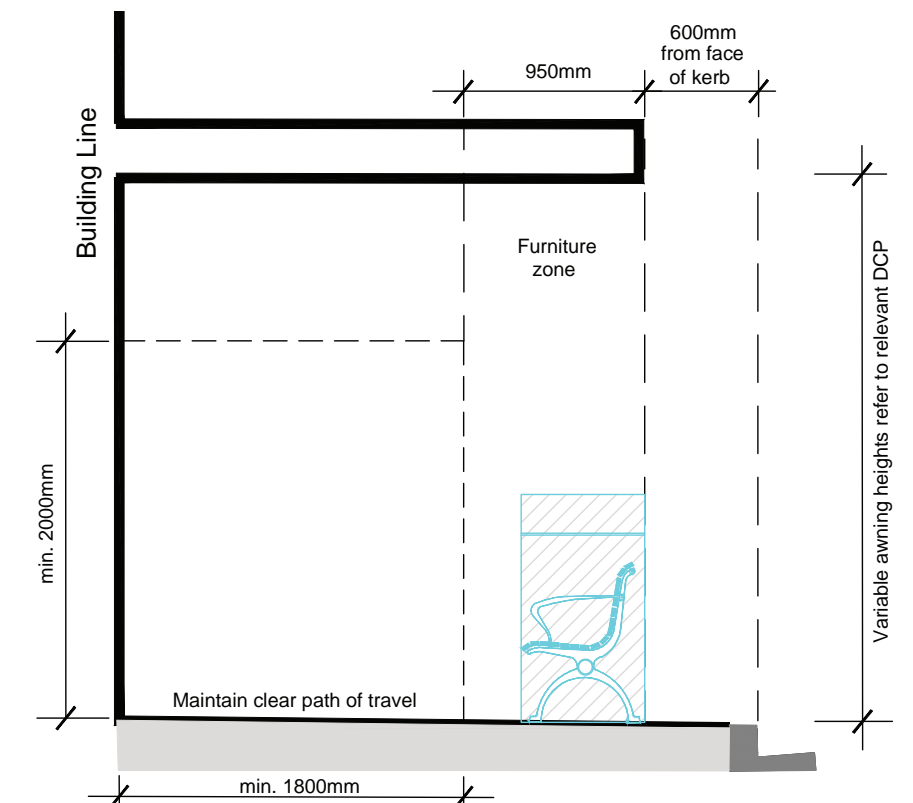 600mm
from face
of kerb
950mm
Building Line
Furniture
zone
Variable awning heights refer to relevant DCP
min. 2000mm
Maintain clear path of travel
min. 1800mm